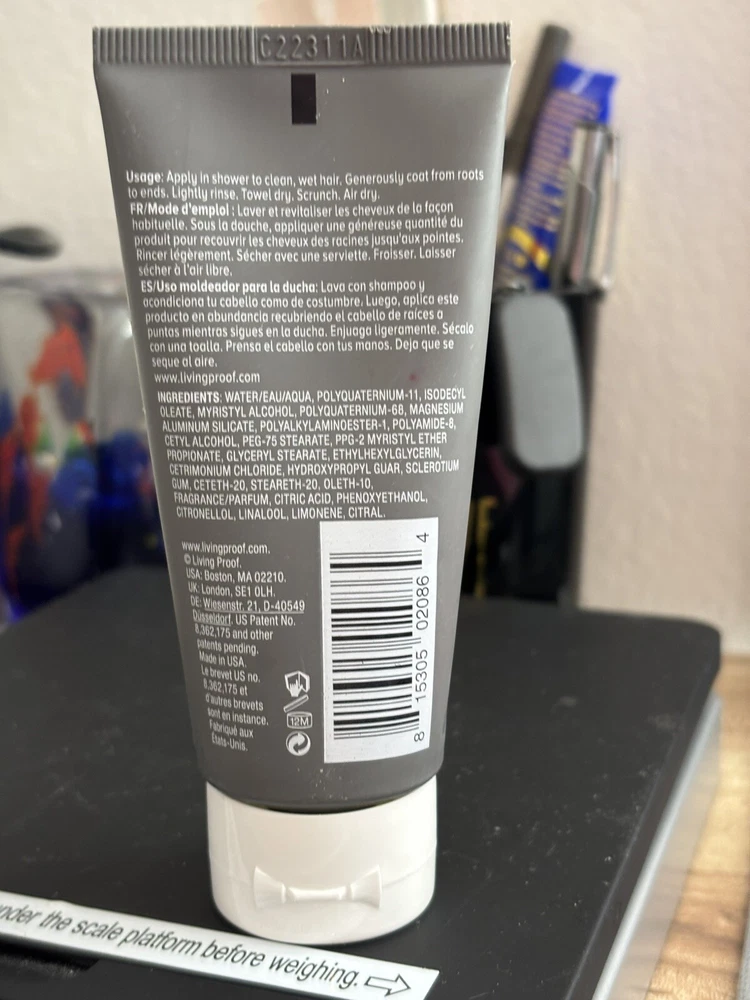 C22311A
Usage: Apply in shower to clean, wet hair. Generously coat from roots
to ends. Lightly rinse. Towel dry. Scrunch. Air dry.
FR/Mode d'emploi : Laver et revitaliser les cheveux de la façon
habituelle. Sous la douche, appliquer une généreuse quantité du
produit pour recouvrir les cheveux des racines jusqu'aux pointes.
Rincer légèrement. Sécher avec une serviette. Froisser. Laisser
sécher à l'air libre.
ES/Uso moldeador para la ducha: Lava con shampoo y
acondiciona tu cabello como de costumbre. Luego, aplica este
producto en abundancia recubriendo el cabello de raíces a
puntas mientras sigues en la ducha. Enjuaga ligeramente. Sécalo
con una toalla. Prensa el cabello con tus manos. Deja que se
seque al aire.
www.livingproof.com
INGREDIENTS: WATER/EAU/AQUA, POLYQUATERNIUM-11, ISODECYL
OLEATE, MYRISTYL ALCOHOL, POLYQUATERNIUM-68, MAGNESIUM
ALUMINUM SILICATE, POLYALKYLAMINOESTER-1, POLYAMIDE-8,
CETYL ALCOHOL, PEG-75 STEARATE, PPG-2 MYRISTYL ETHER
PROPIONATE, GLYCERYL STEARATE, ETHYLHEXYLGLYCERIN,
CETRIMONIUM CHLORIDE, HYDROXYPROPYL GUAR, SCLEROTIUM
GUM, CETETH-20, STEARETH-20, OLETH-10,
FRAGRANCE/PARFUM, CITRIC ACID, PHENOXYETHANOL,
CITRONELLOL, LINALOOL, LIMONENE, CITRAL.
www.livingproof.com.
© Living Proof.
USA: Boston, MA 02210.
UK: London, SE1 0LH.
DE: Wiesenstr. 21, D-40549
Düsseldorf. US Patent No.
8,362,175 and other
patents pending.
Made in USA.
Le brevet US no.
8,362,175 et
d'autres brevets
sont en instance.
Fabriqué aux
États-Unis.
12M
8 15305 02086 4
under the scale platform before weighing.